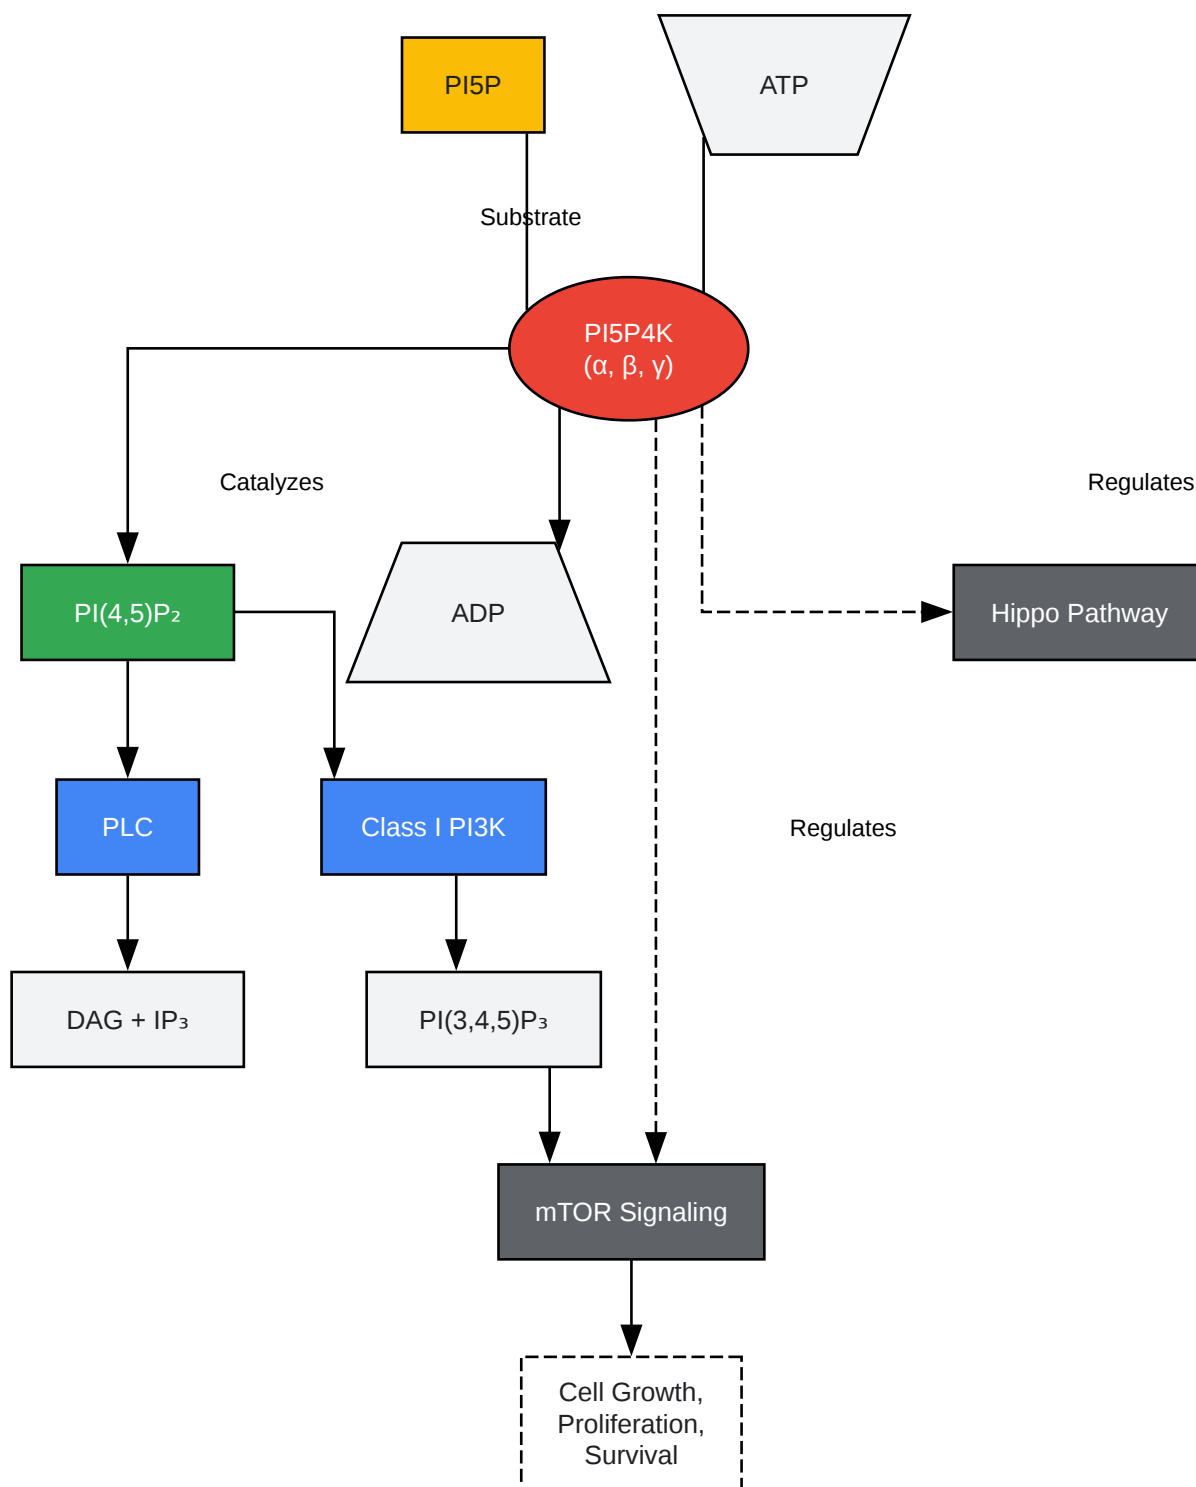 PI5P
ATP
Substrate
PI5P4K
(α, β, γ)
Catalyzes
Regulates
PI(4,5)P₂
ADP
Hippo Pathway
PLC
Class I PI3K
Regulates
DAG + IP₃
PI(3,4,5)P₃
mTOR Signaling
Cell Growth,
Proliferation,
Survival